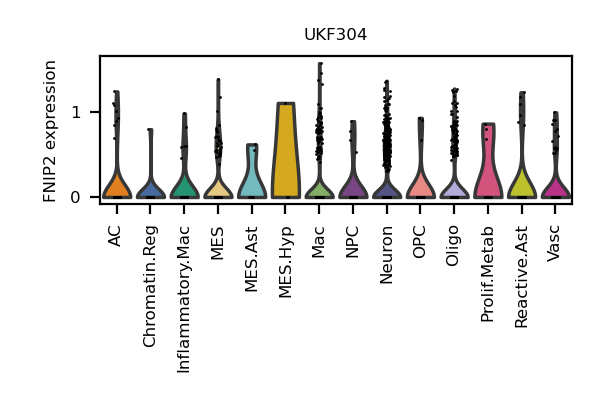 UKF304
FNIP2 expression
1
0
AC
Chromatin.Reg
Inflammatory.Mac
MES
MES.Ast
MES.Hyp
Mac
NPC
Neuron
OPC
Oligo
Prolif.Metab
Reactive.Ast
Vasc